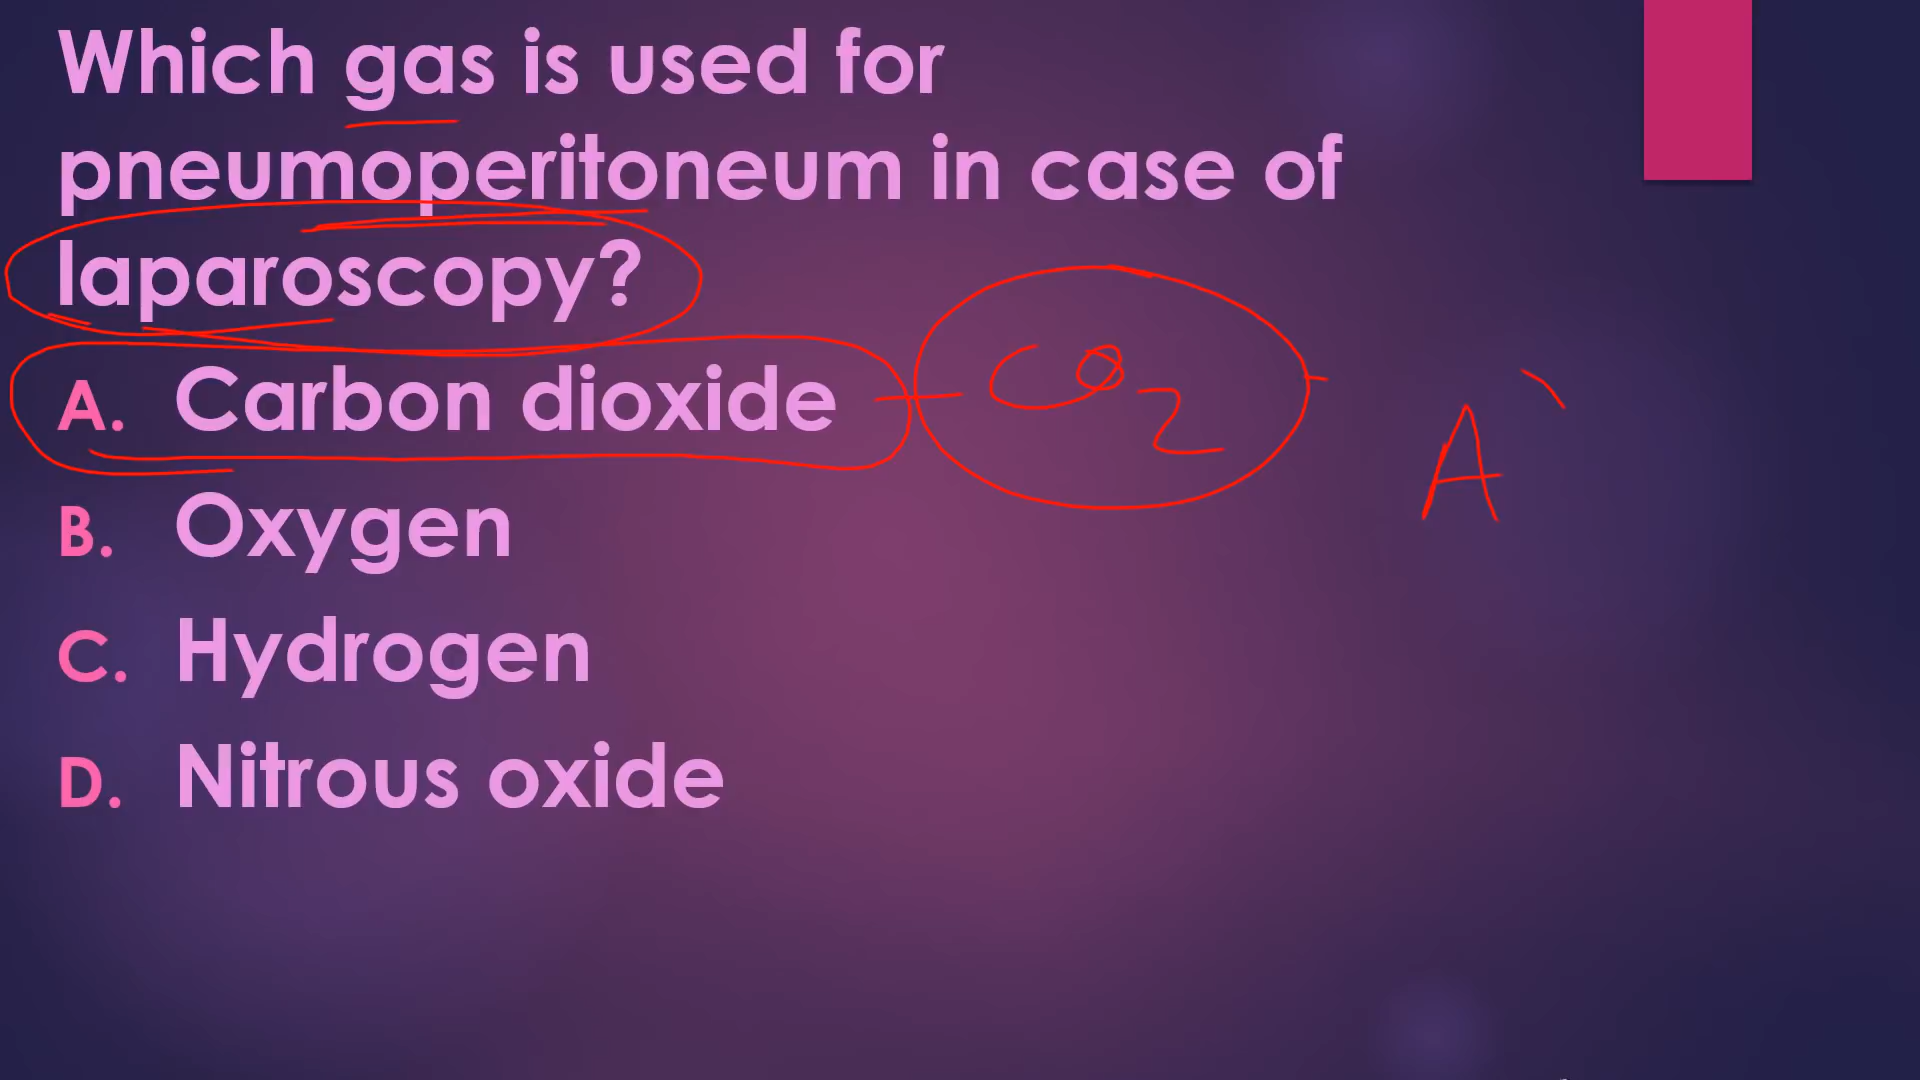 Which gas is used for
pneumoperitoneum in case of
laparoscopy?
A. Carbon dioxide
CO2
A
B. Oxygen
C. Hydrogen
D. Nitrous oxide